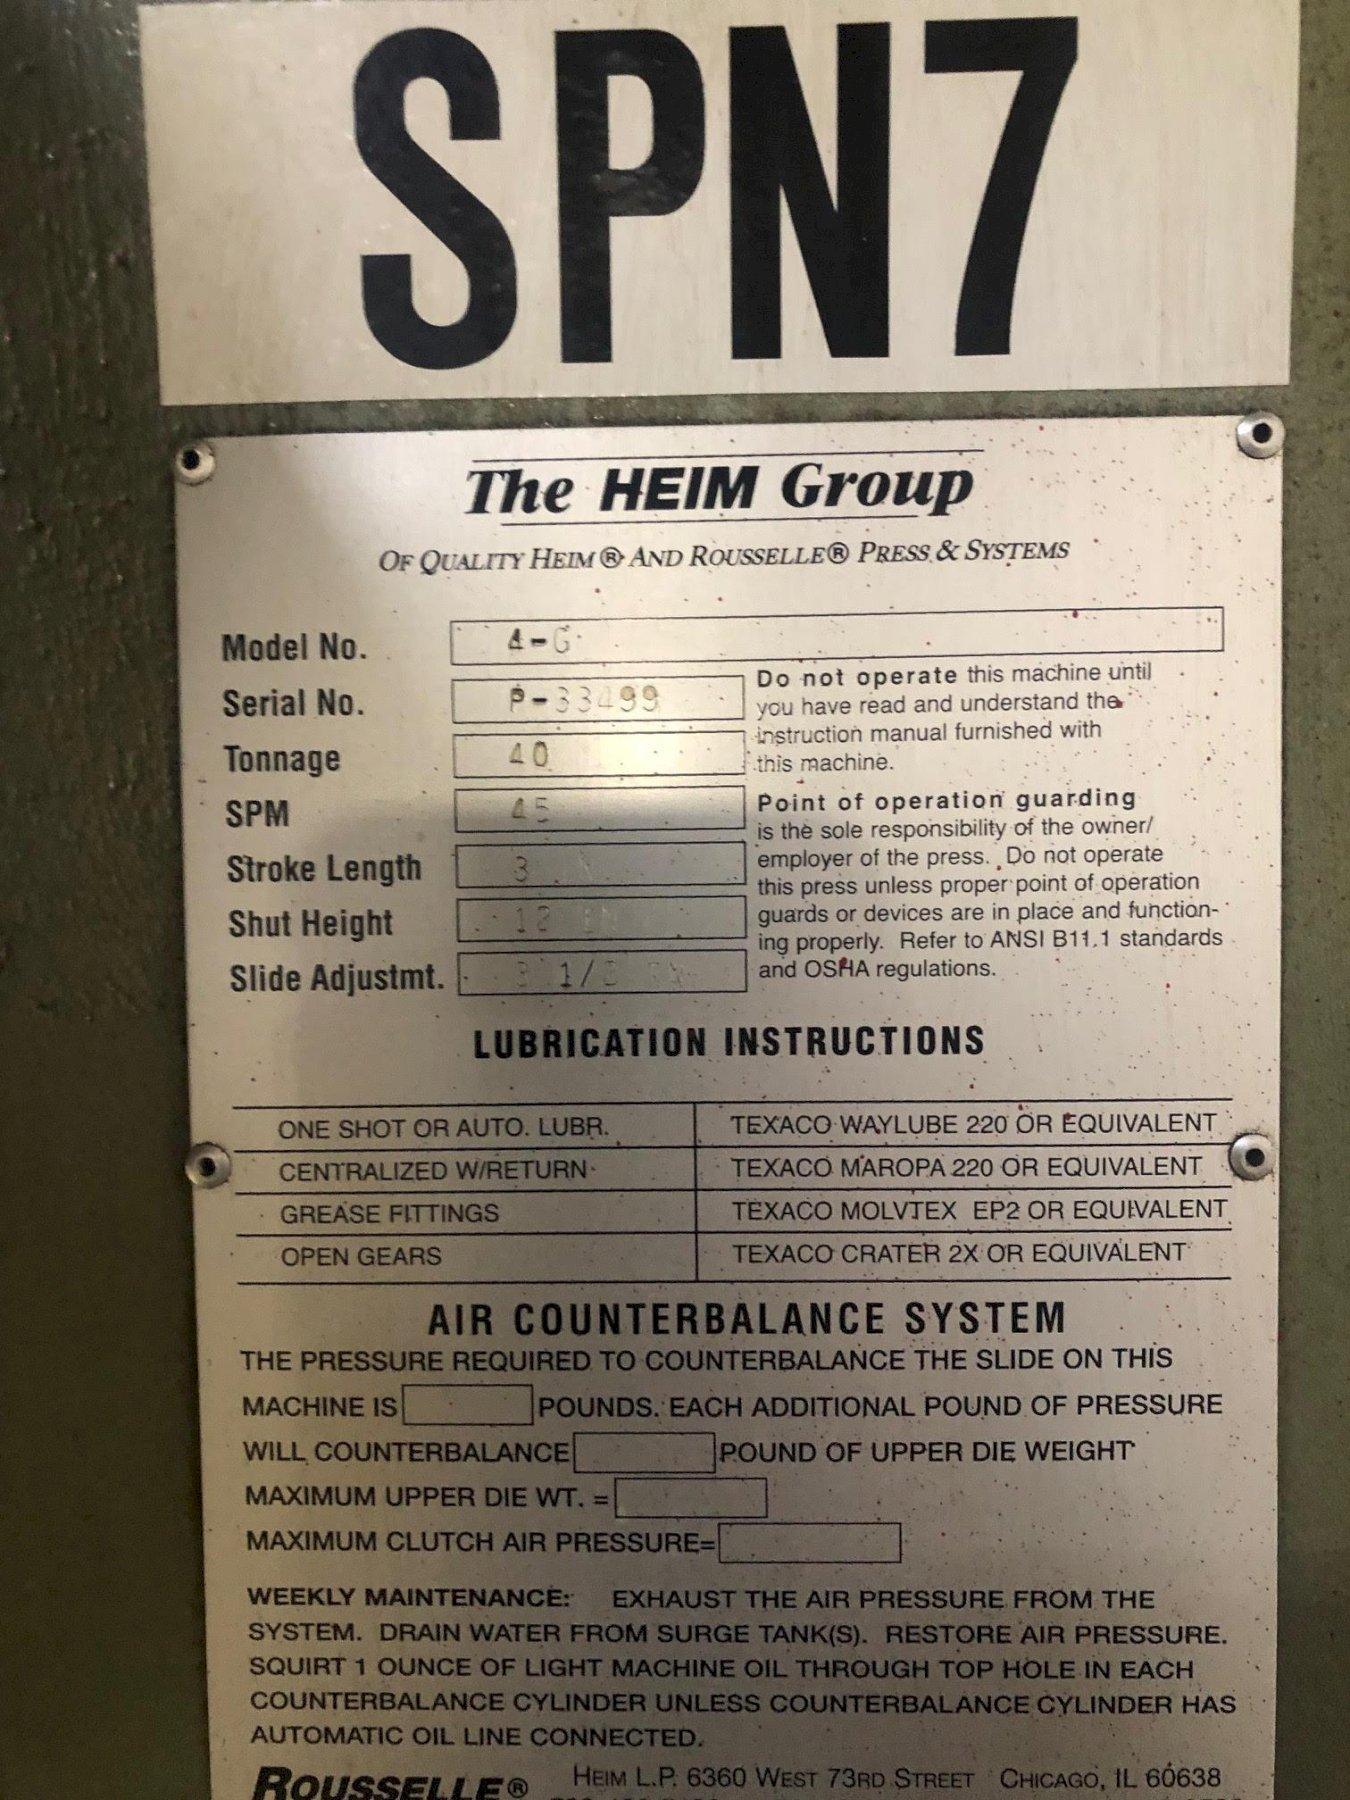 SPN7
The HEIM Group
OF QUALITY HEIM® AND ROUSSELLE® PRESS & SYSTEMS
Model No. 4-G
Serial No. P-33499
Tonnage 40
SPM 45
Stroke Length 3
Shut Height
Slide Adjustmt.
Do not operate this machine until
you have read and understand the
instruction manual furnished with
this machine.
Point of operation guarding
is the sole responsibility of the owner/
employer of the press. Do not operate
this press unless proper point of operation
guards or devices are in place and function-
ing properly. Refer to ANSI B11.1 standards
and OSHA regulations.
LUBRICATION INSTRUCTIONS
ONE SHOT OR AUTO. LUBR. TEXACO WAYLUBE 220 OR EQUIVALENT
CENTRALIZED W/RETURN TEXACO MAROPA 220 OR EQUIVALENT
GREASE FITTINGS TEXACO MOLVTEX EP2 OR EQUIVALENT
OPEN GEARS TEXACO CRATER 2X OR EQUIVALENT
AIR COUNTERBALANCE SYSTEM
THE PRESSURE REQUIRED TO COUNTERBALANCE THE SLIDE ON THIS
MACHINE IS POUNDS. EACH ADDITIONAL POUND OF PRESSURE
WILL COUNTERBALANCE POUND OF UPPER DIE WEIGHT
MAXIMUM UPPER DIE WT. =
MAXIMUM CLUTCH AIR PRESSURE=
WEEKLY MAINTENANCE: EXHAUST THE AIR PRESSURE FROM THE
SYSTEM. DRAIN WATER FROM SURGE TANK(S). RESTORE AIR PRESSURE.
SQUIRT 1 OUNCE OF LIGHT MACHINE OIL THROUGH TOP HOLE IN EACH
COUNTERBALANCE CYLINDER UNLESS COUNTERBALANCE CYLINDER HAS
AUTOMATIC OIL LINE CONNECTED.
ROUSSELLE® HEIM L.P. 6360 WEST 73RD STREET CHICAGO, IL 60638